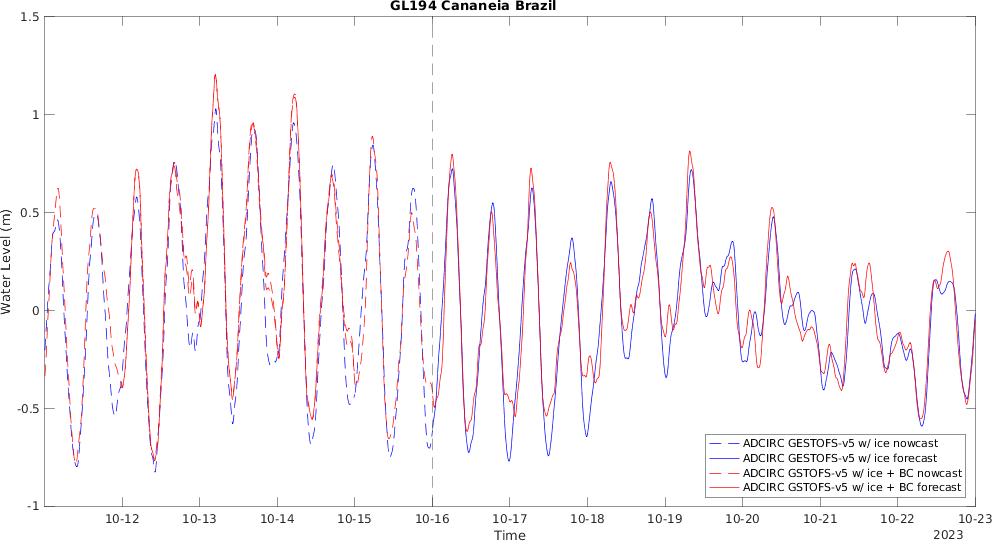 GL194 Cananeia Brazil
1.5
1
0.5
0
-0.5
-1
Water Level (m)
10-12 10-13 10-14 10-15 10-16 10-17 10-18 10-19 10-20 10-21 10-22 10-23
Time
2023
ADCIRC GESTOFS-v5 w/ ice nowcast
ADCIRC GESTOFS-v5 w/ ice forecast
ADCIRC GSTOFS-v5 w/ ice + BC nowcast
ADCIRC GSTOFS-v5 w/ ice + BC forecast